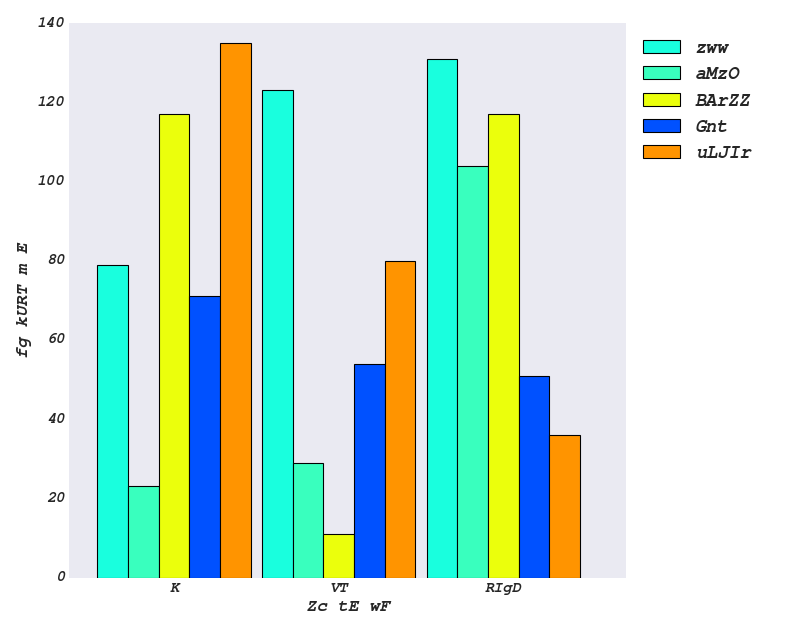 140
120
100
80
60
40
20
0
fg kURT m E
K
VT
RIgD
Zc tE wF
zww
aMzO
BArZZ
Gnt
uLJIr